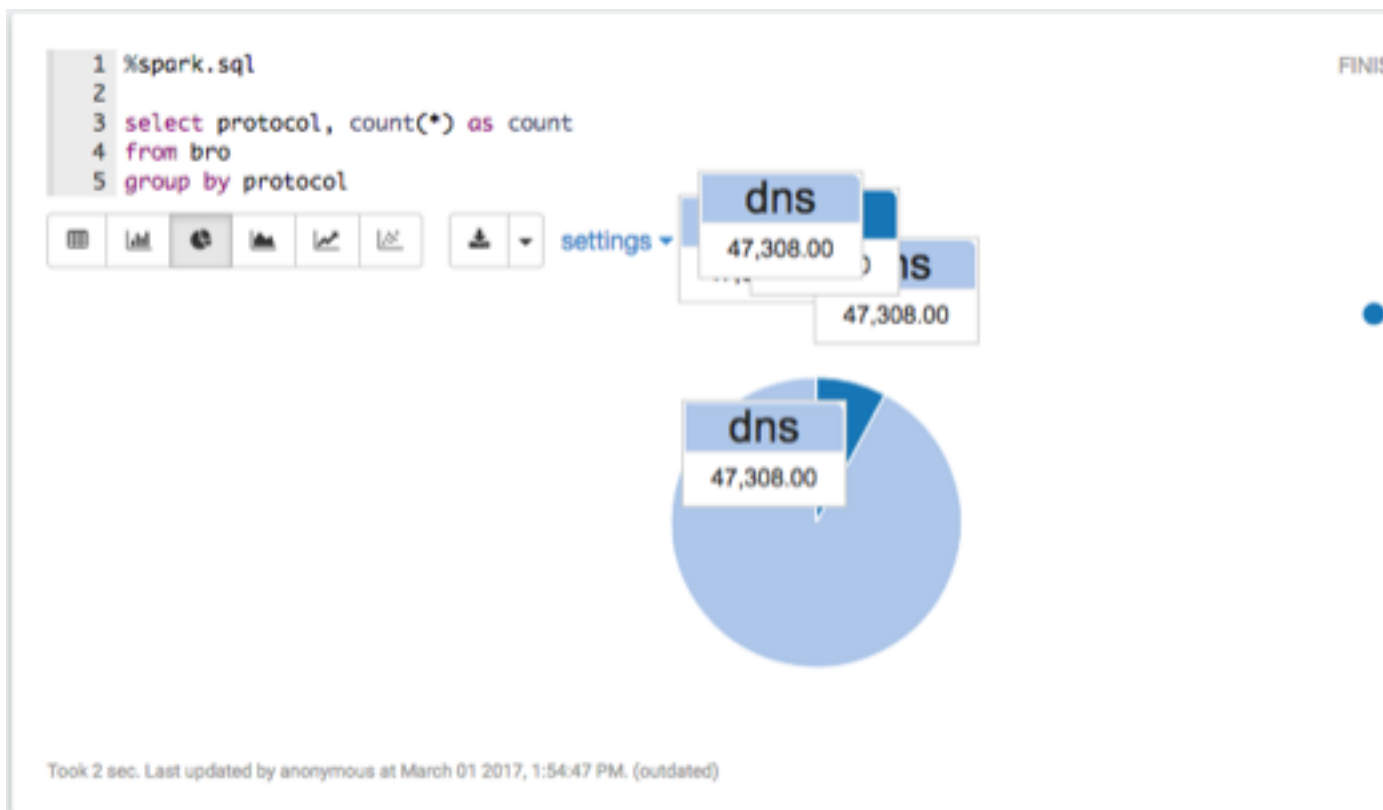 1 %spark.sql
2
3 select protocol, count(*) as count
4 from bro
5 group by protocol
FINIS
settings
dns
47,308.00
ns
47,308.00
dns
47,308.00
Took 2 sec. Last updated by anonymous at March 01 2017, 1:54:47 PM. (outdated)